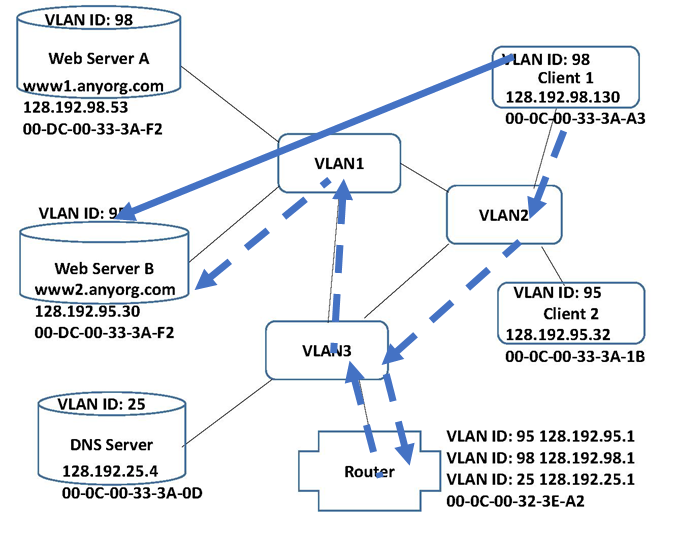 VLAN ID: 98
Web Server A
www1.anyorg.com
128.192.98.53
00-DC-00-33-3A-F2
VLAN ID: 98
Client 1
128.192.98.130
00-0C-00-33-3A-A3
VLAN1
VLAN2
VLAN ID: 95
Web Server B
www2.anyorg.com
128.192.95.30
00-DC-00-33-3A-F2
VLAN ID: 95
Client 2
128.192.95.32
00-0C-00-33-3A-1B
VLAN3
VLAN ID: 25
DNS Server
128.192.25.4
00-0C-00-33-3A-0D
Router
VLAN ID: 95 128.192.95.1
VLAN ID: 98 128.192.98.1
VLAN ID: 25 128.192.25.1
00-0C-00-32-3E-A2